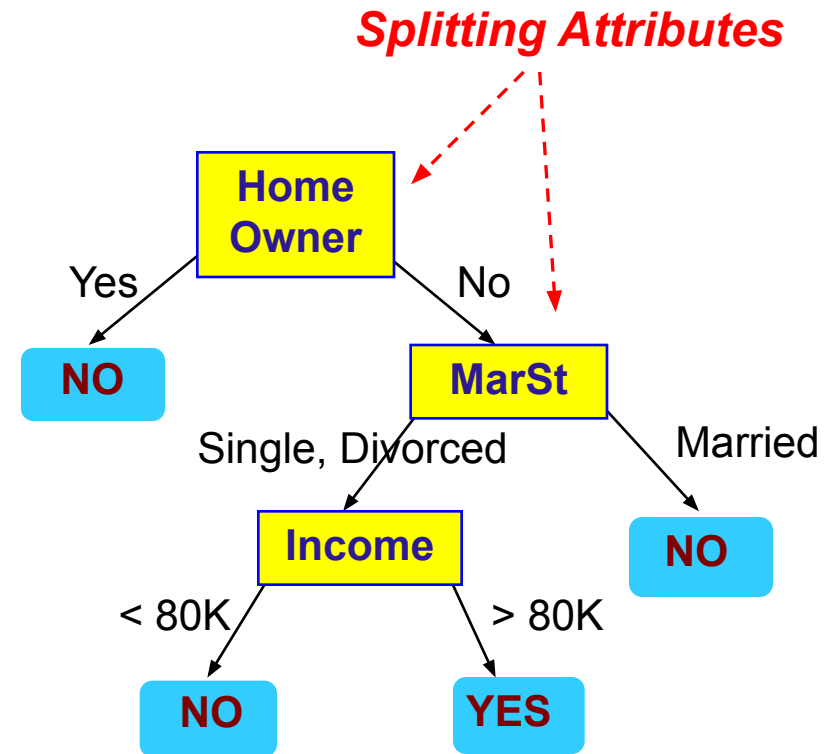 Splitting Attributes
Home
Owner
Yes
No
NO
MarSt
Single, Divorced
Married
Income
NO
< 80K
> 80K
NO
YES